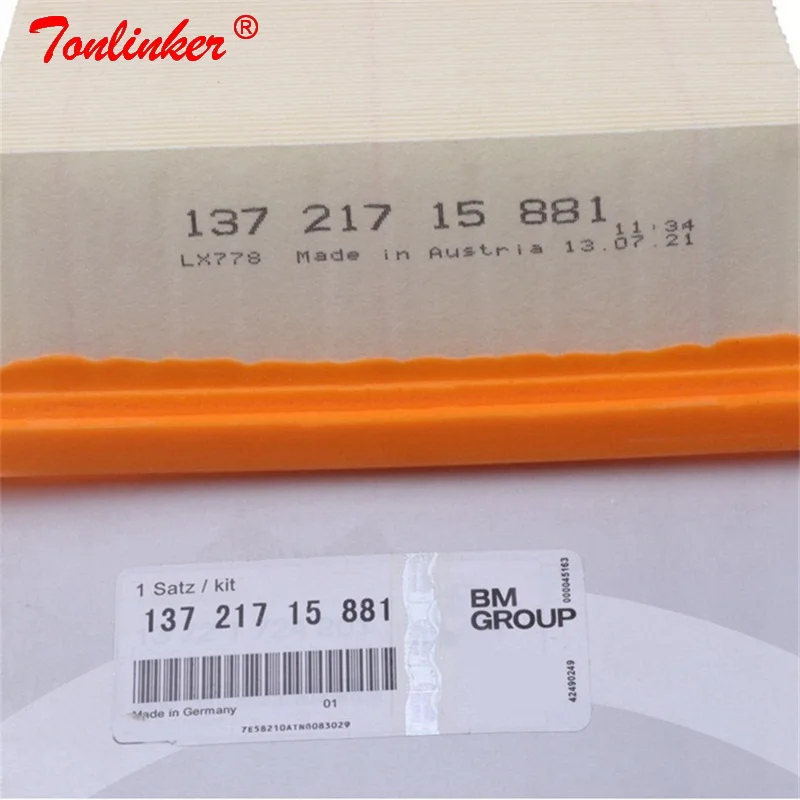 Tonlinker®
137 217 15 881 11:34
LX778 Made in Austria 13.07.21
1 Satz / kit
137 217 15 881
01
Made in Germany
7E58210ATN8083029
BM
GROUP
000045163
42490249